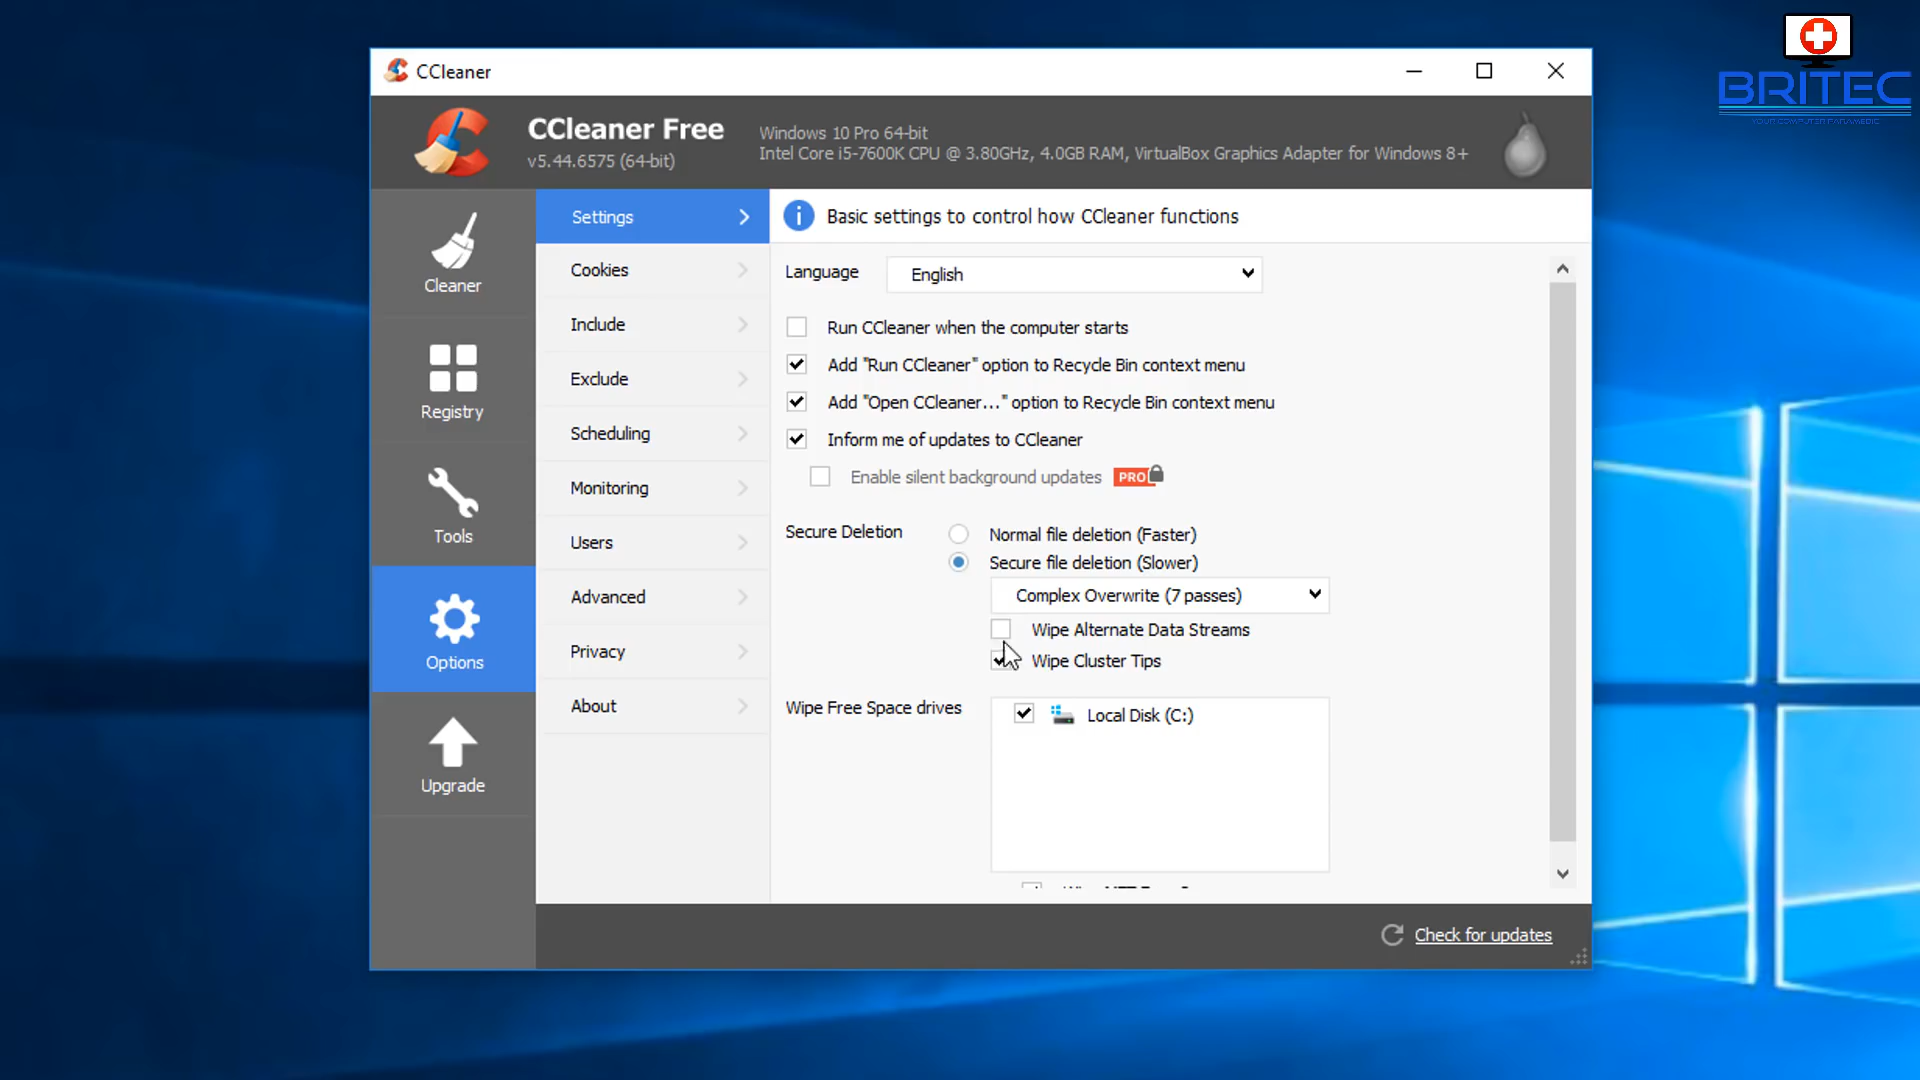 BRITEC
YOUR COMPUTER PARAMEDIC
CCleaner
CCleaner Free
v5.44.6575 (64-bit)
Windows 10 Pro 64-bit
Intel Core i5-7600K CPU @ 3.80GHz, 4.0GB RAM, VirtualBox Graphics Adapter for Windows 8+
Cleaner
Registry
Tools
Options
Upgrade
Settings
Cookies
Include
Exclude
Scheduling
Monitoring
Users
Advanced
Privacy
About
Basic settings to control how CCleaner functions
Language English
Run CCleaner when the computer starts
Add "Run CCleaner" option to Recycle Bin context menu
Add "Open CCleaner..." option to Recycle Bin context menu
Inform me of updates to CCleaner
Enable silent background updates PRO
Secure Deletion
Normal file deletion (Faster)
Secure file deletion (Slower)
Complex Overwrite (7 passes)
Wipe Alternate Data Streams
Wipe Cluster Tips
Wipe Free Space drives
Local Disk (C:)
Check for updates